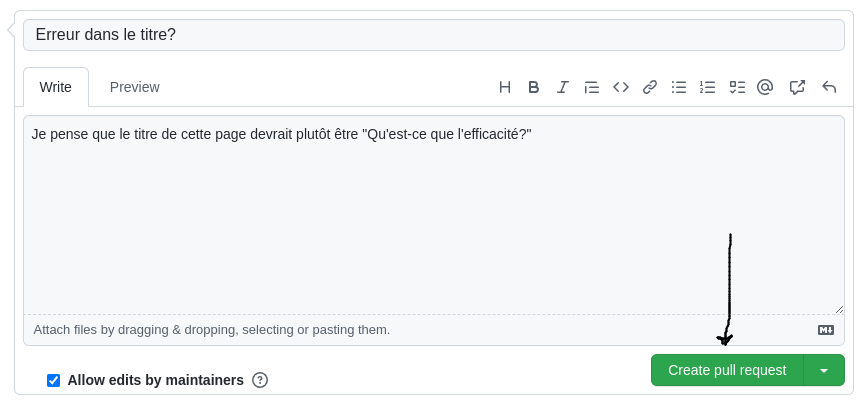 Erreur dans le titre?
Write Preview
Je pense que le titre de cette page devrait plutôt être "Qu'est-ce que l'efficacité?"
Attach files by dragging & dropping, selecting or pasting them.
Allow edits by maintainers
Create pull request